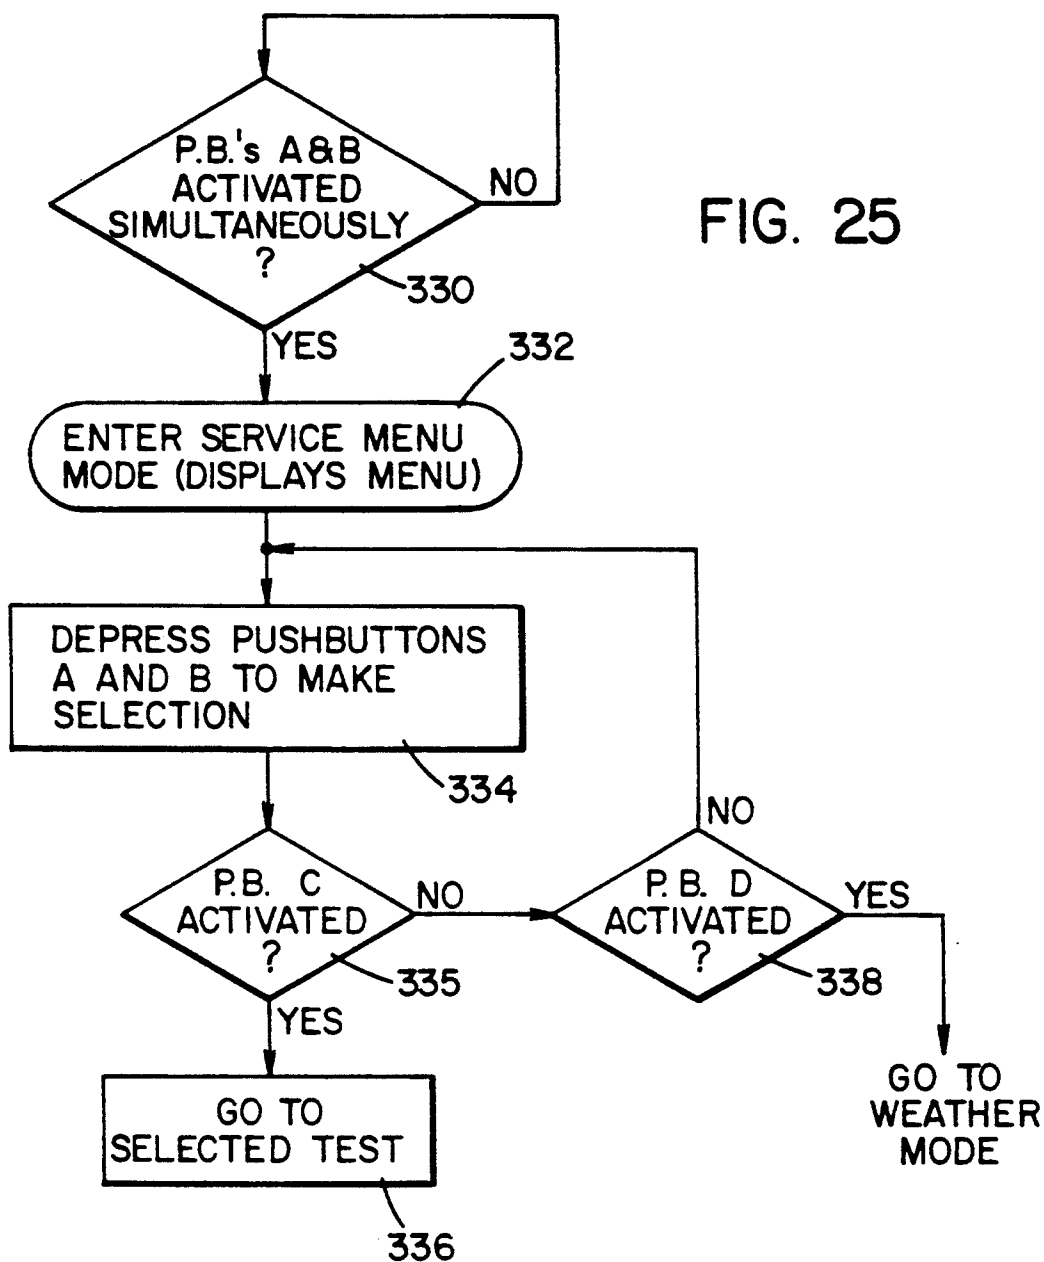 P.B.'s A&B
ACTIVATED
SIMULTANEOUSLY
?
NO
330
FIG. 25
YES
332
ENTER SERVICE MENU
MODE (DISPLAYS MENU)
DEPRESS PUSHBUTTONS
A AND B TO MAKE
SELECTION
334
P.B. C
ACTIVATED
?
NO
335
YES
P.B. D
ACTIVATED
?
NO
338
YES
GO TO
SELECTED TEST
336
GO TO
WEATHER
MODE